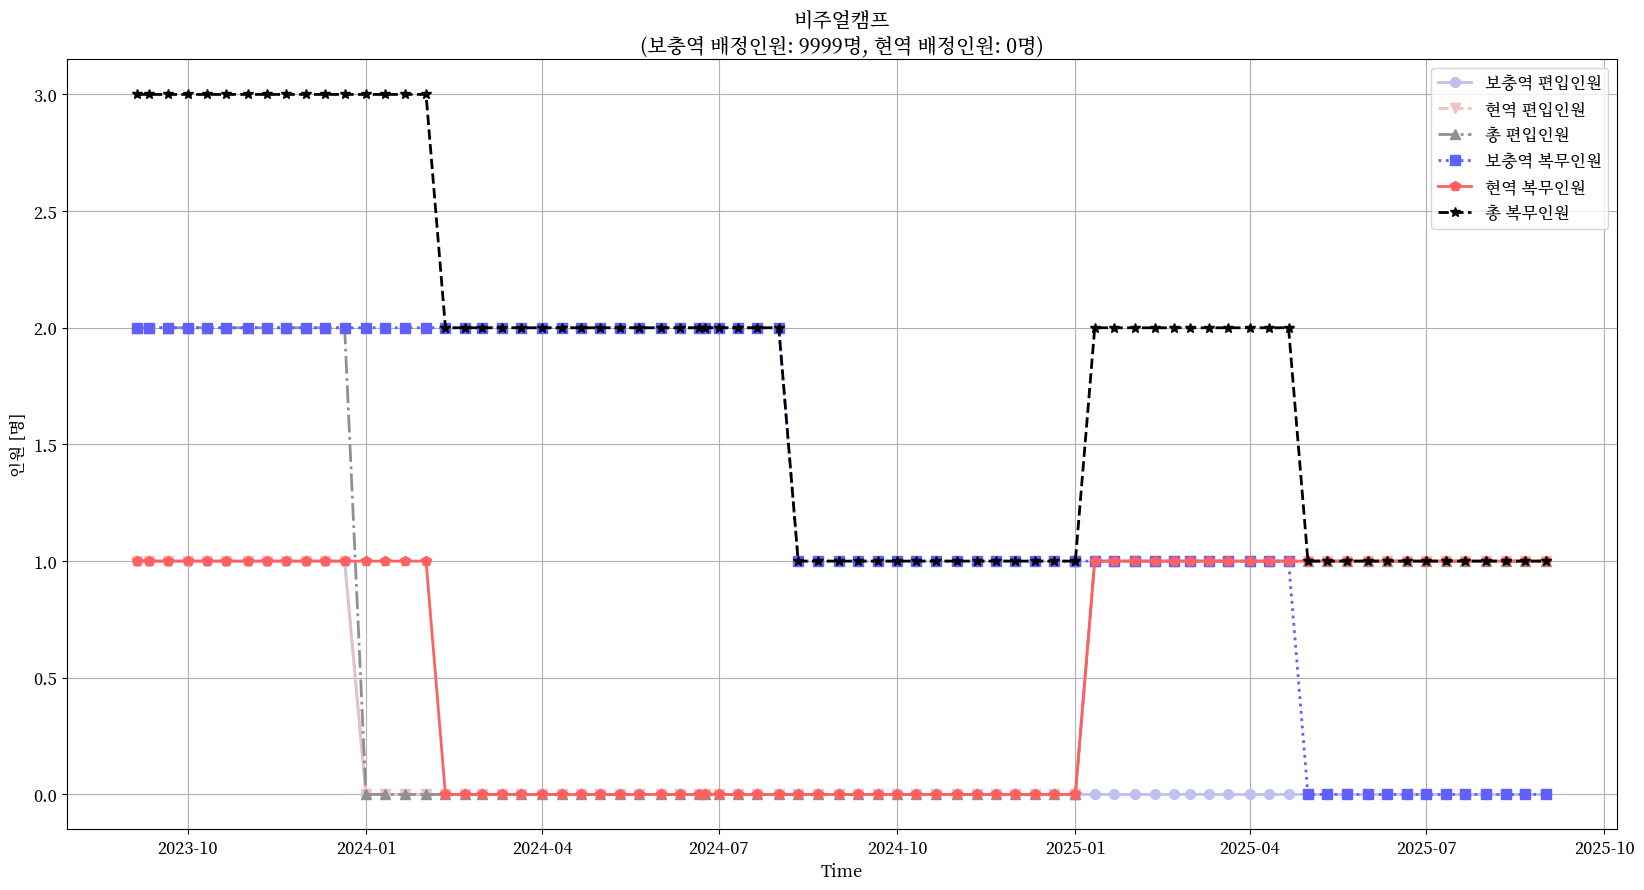 비주얼캠프
(보충역 배정인원: 9999명, 현역 배정인원: 0명)
보충역 편입인원
현역 편입인원
총 편입인원
보충역 복무인원
현역 복무인원
총 복무인원
인원 [명]
3.0
2.5
2.0
1.5
1.0
0.5
0.0
2023-10
2024-01
2024-04
2024-07
2024-10
2025-01
2025-04
2025-07
2025-10
Time